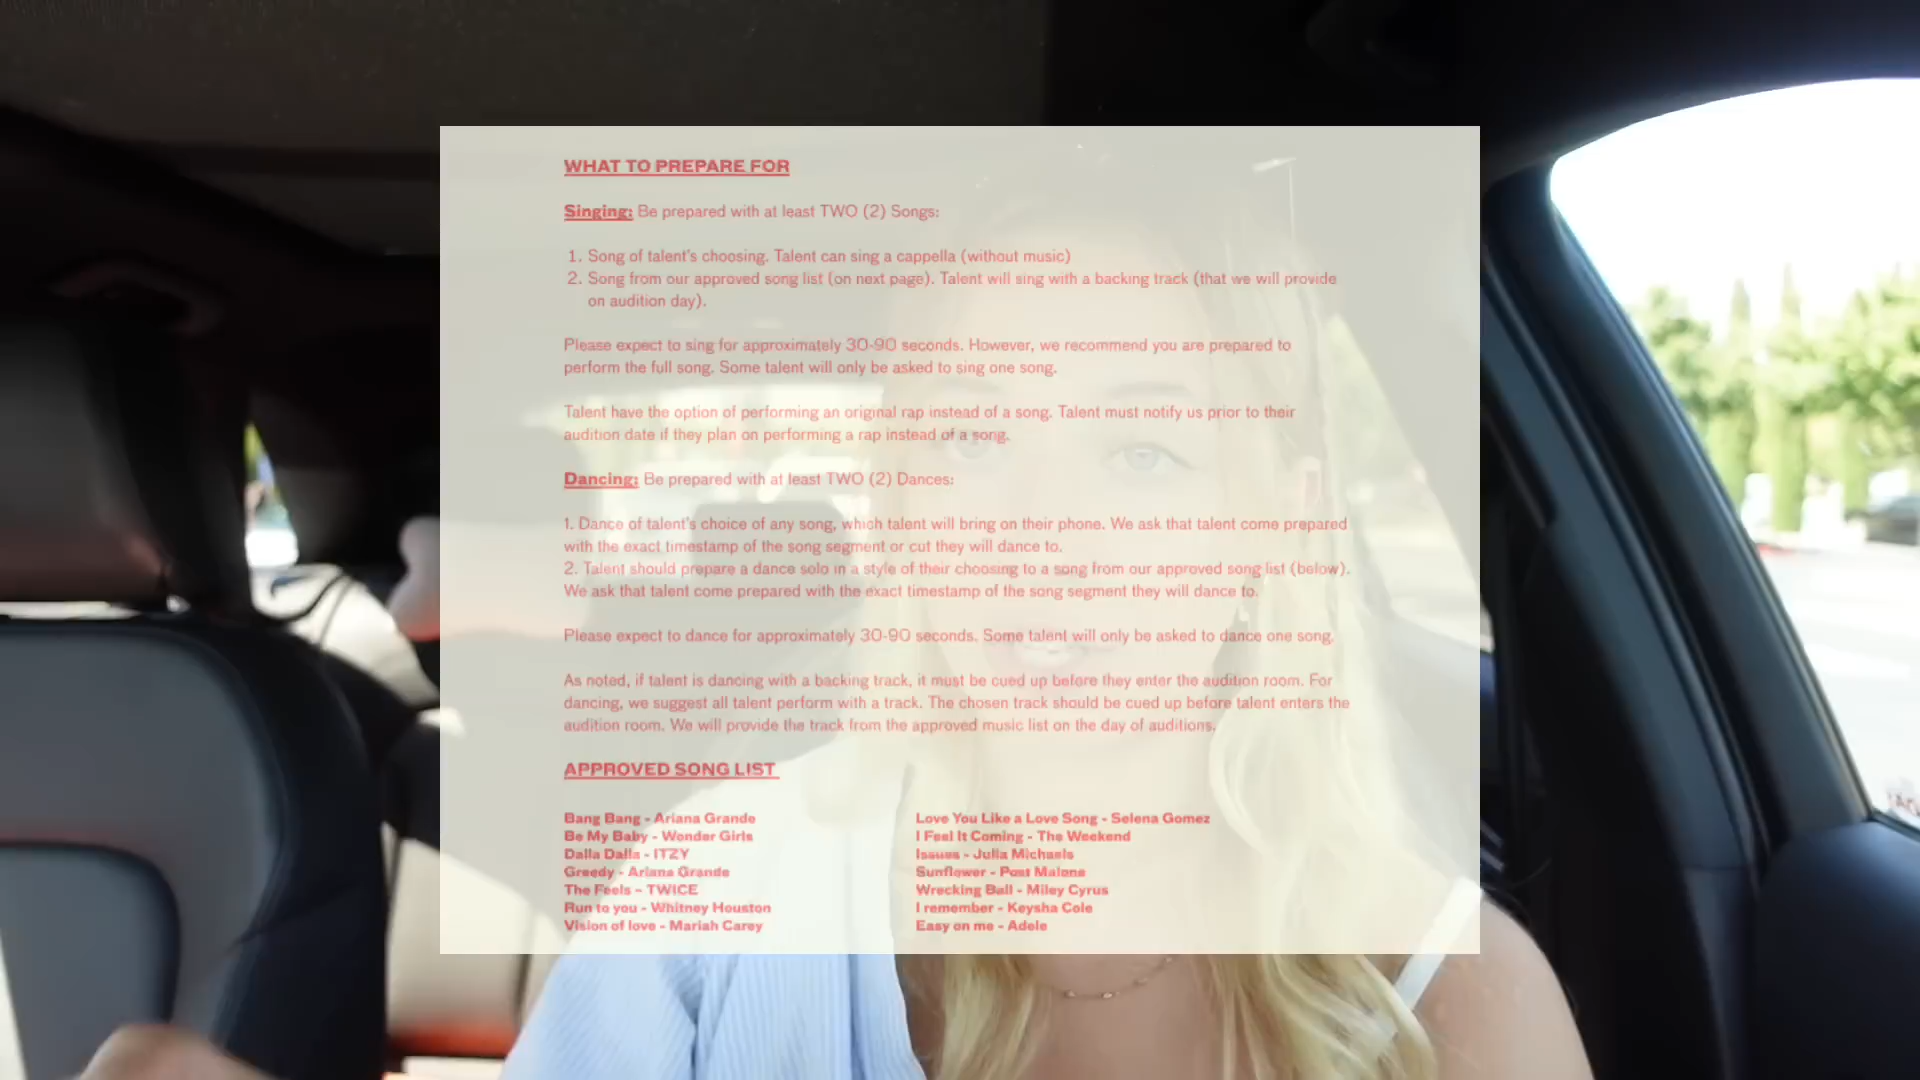 WHAT TO PREPARE FOR
Singing: Be prepared with at least TWO (2) Songs:
1. Song of talent's choosing. Talent can sing a cappella (without music)
2. Song from our approved song list (on next page). Talent will sing with a backing track (that we will provide
on audition day).
Please expect to sing for approximately 30-90 seconds. However, we recommend you are prepared to
perform the full song. Some talent will only be asked to sing one song.
Talent have the option of performing an original rap instead of a song. Talent must notify us prior to their
audition date if they plan on performing a rap instead of a song.
Dancing: Be prepared with at least TWO (2) Dances:
1. Dance of talent's choice of any song, which talent will bring on their phone. We ask that talent come prepared
with the exact timestamp of the song segment or cut they will dance to.
2. Talent should prepare a dance solo in a style of their choosing to a song from our approved song list (below).
We ask that talent come prepared with the exact timestamp of the song segment they will dance to.
Please expect to dance for approximately 30-90 seconds. Some talent will only be asked to dance one song.
As noted, if talent is dancing with a backing track, it must be cued up before they enter the audition room. For
dancing, we suggest all talent perform with a track. The chosen track should be cued up before talent enters the
audition room. We will provide the track from the approved music list on the day of auditions.
APPROVED SONG LIST
Bang Bang - Ariana Grande
Be My Baby - Wonder Girls
Dalla Dalla - ITZY
Greedy - Ariana Grande
The Feels - TWICE
Run to you - Whitney Houston
Vision of love - Mariah Carey
Love You Like a Love Song - Selena Gomez
I Feel It Coming - The Weekend
Issues - Julia Michaels
Sunflower - Post Malone
Wrecking Ball - Miley Cyrus
I remember - Keysha Cole
Easy on me - Adele